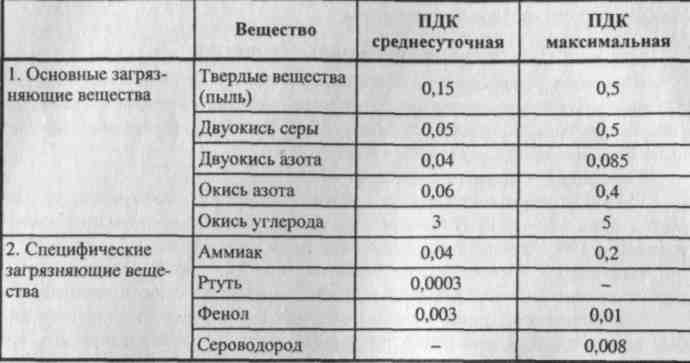 Вещество ПДК среднесуточная ПДК максимальная
1. Основные загряз-
няющие вещества
Твердые вещества
(пыль) 0,15 0,5
Двуокись серы 0,05 0,5
Двуокись азота 0,04 0,085
Окись азота 0,06 0,4
Окись углерода 3 5
2. Специфические
загрязняющие веще-
ства
Аммиак 0,04 0,2
Ртуть 0,0003 –
Фенол 0,003 0,01
Сероводород – 0,008